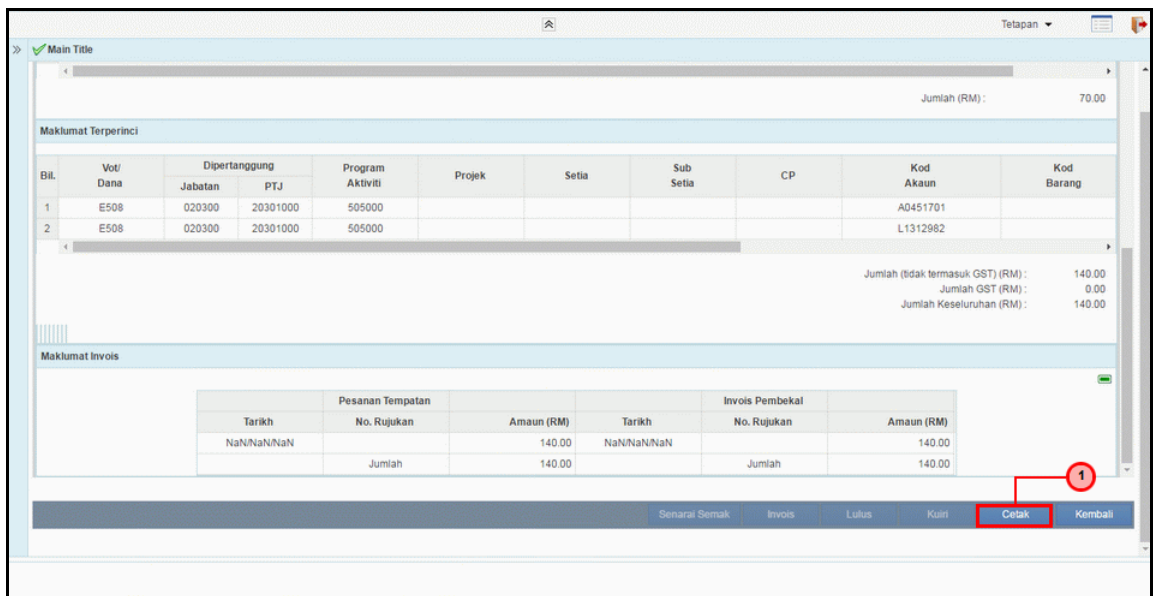 Tetapan
Main Title
Jumlah (RM) : 70.00
Maklumat Terperinci
Bil. Vot/ Dana Dipertanggung Program Aktiviti Projek Setia Sub Setia CP Kod Akaun Kod Barang
Jabatan PTJ
1 E508 020300 20301000 505000 A0451701
2 E508 020300 20301000 505000 L1312982
Jumlah (tidak termasuk GST) (RM) : 140.00
Jumlah GST (RM) : 0.00
Jumlah Keseluruhan (RM) : 140.00
Maklumat Invois
Pesanan Tempatan Invois Pembekal
Tarikh No. Rujukan Amaun (RM) Tarikh No. Rujukan Amaun (RM)
NaN/NaN/NaN 140.00 NaN/NaN/NaN 140.00
Jumlah 140.00 Jumlah 140.00
1
Senarai Semak Invois Lulus Kuiri Cetak Kembali